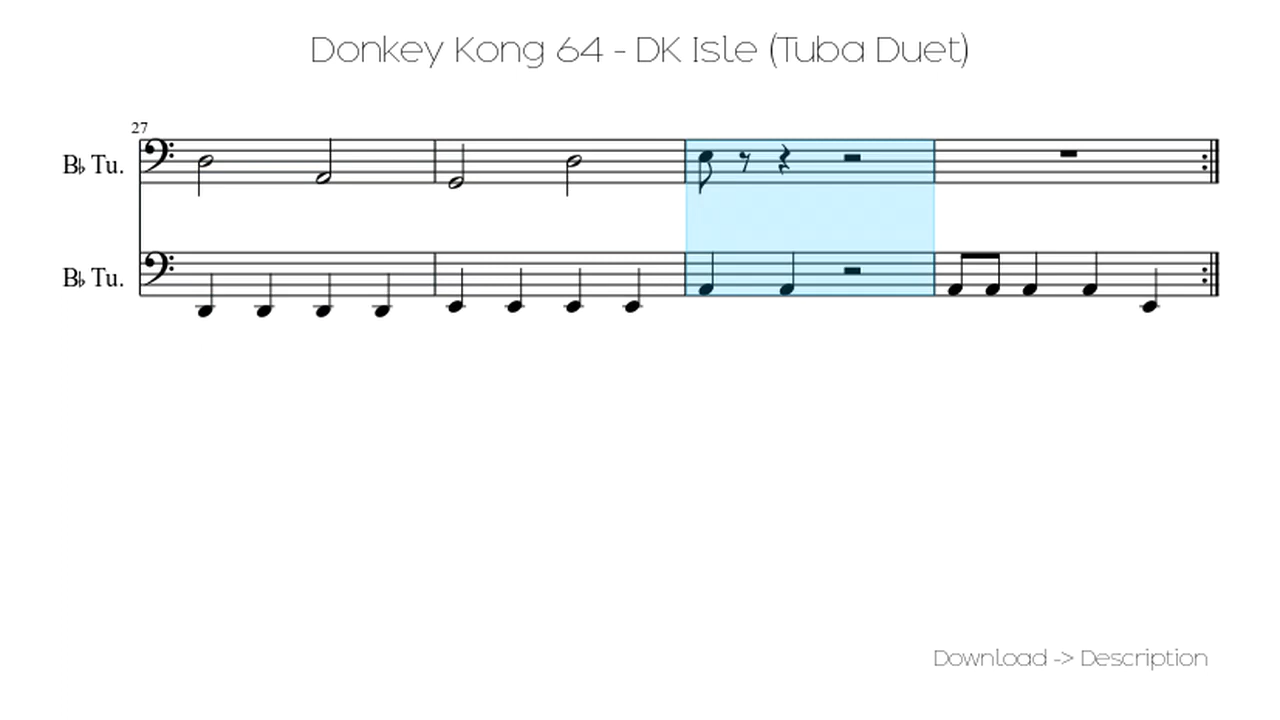 Donkey Kong 64 - DK Isle (Tuba Duet)
27
B♭ Tu.
B♭ Tu.
Download -> Description